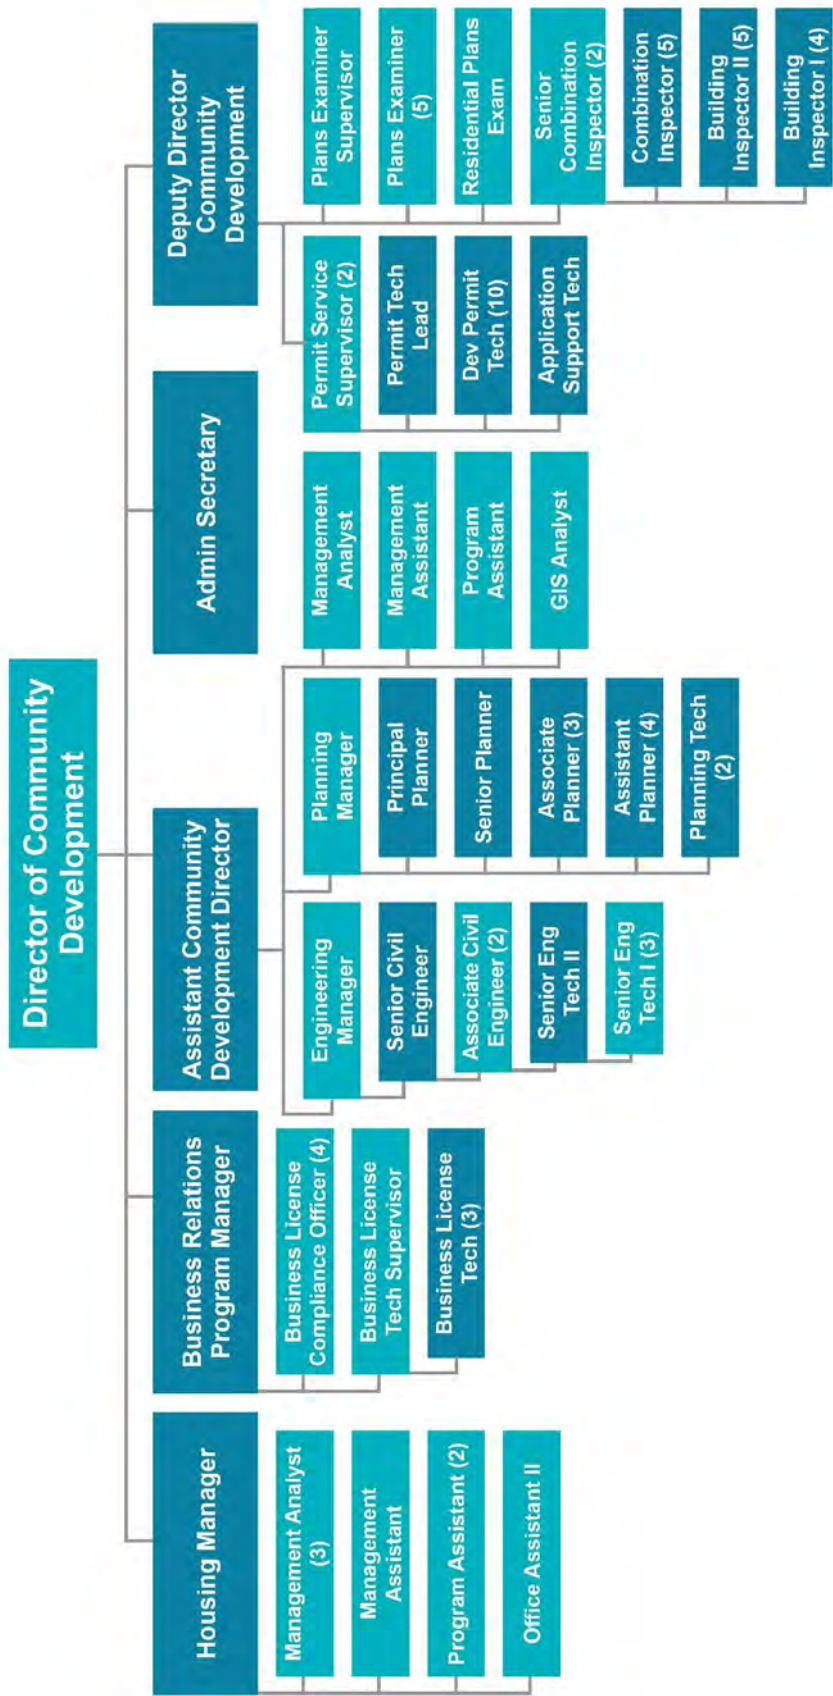 Director of Community
Development
Housing Manager
Management Analyst
(3)
Management
Assistant
Program Assistant (2)
Office Assistant II
Business Relations
Program Manager
Business License
Compliance Officer (4)
Business License
Tech Supervisor
Business License
Tech (3)
Assistant Community
Development Director
Engineering
Manager
Senior Civil
Engineer
Associate Civil
Engineer (2)
Senior Eng
Tech II
Senior Eng
Tech I (3)
Planning
Manager
Principal
Planner
Senior Planner
Associate
Planner (3)
Assistant
Planner (4)
Planning Tech
(2)
Management
Analyst
Management
Assistant
Program
Assistant
GIS Analyst
Admin Secretary
Deputy Director
Community
Development
Permit Service
Supervisor (2)
Permit Tech
Lead
Dev Permit
Tech (10)
Application
Support Tech
Plans Examiner
Supervisor
Plans Examiner
(5)
Residential Plans
Exam
Senior
Combination
Inspector (2)
Combination
Inspector (5)
Building
Inspector II (5)
Building
Inspector I (4)